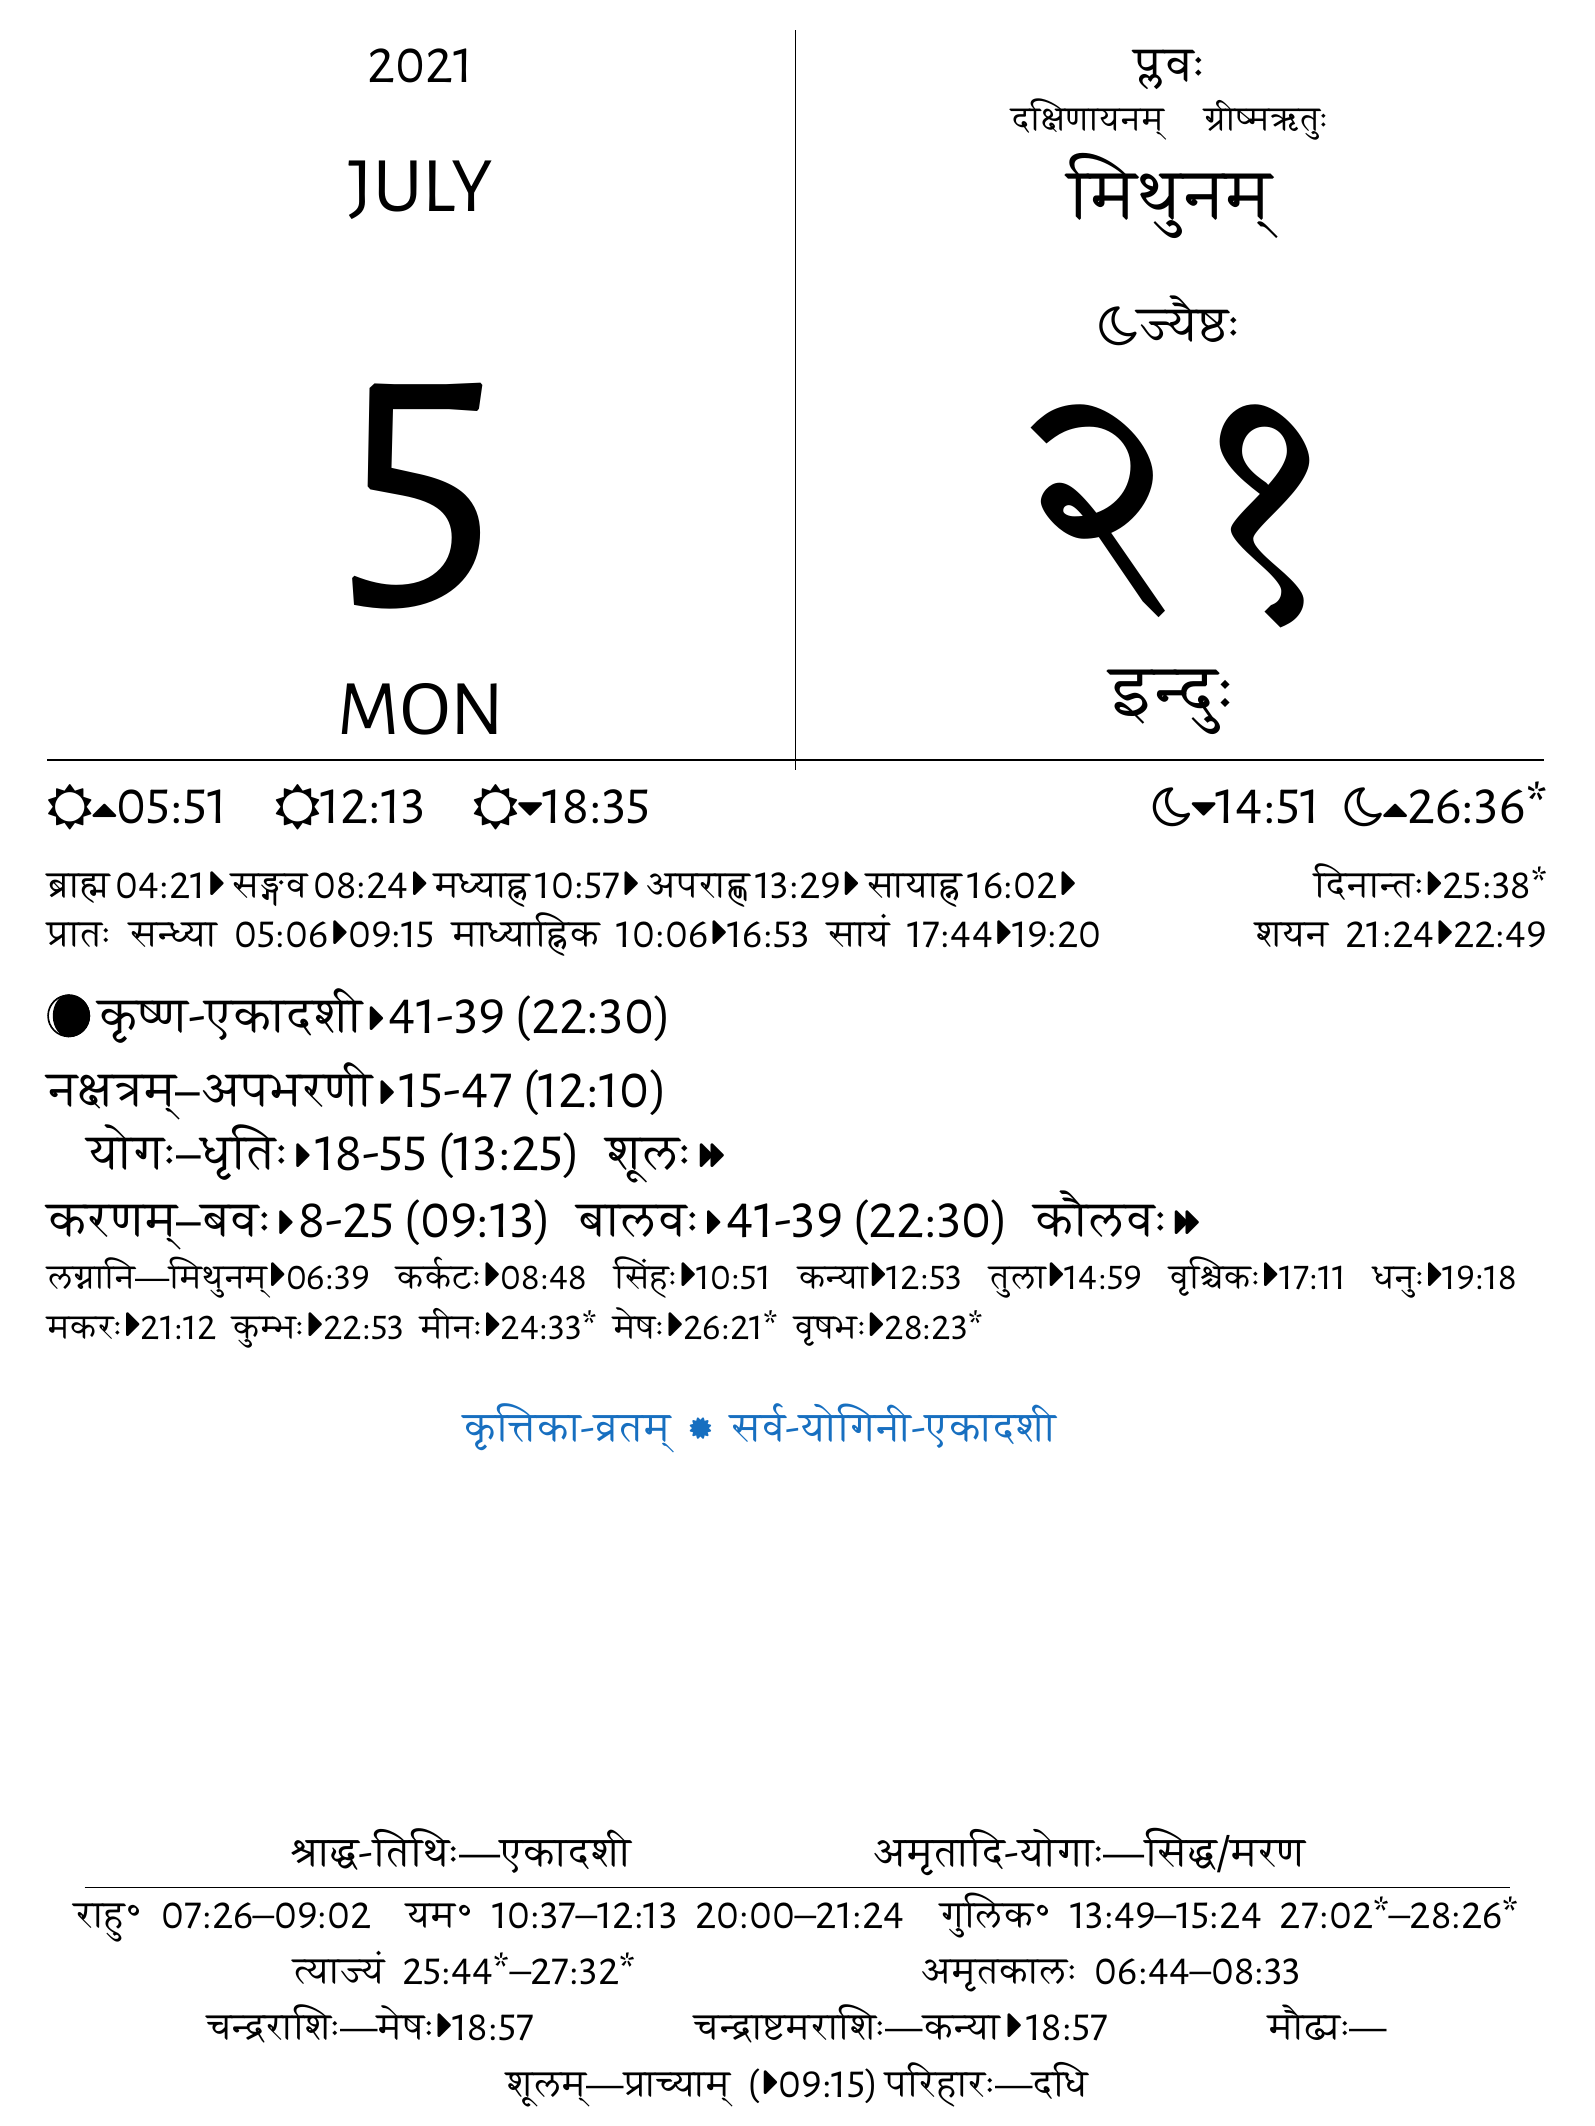 2021
JULY
5
MON
प्लवः
दक्षिणायनम् ग्रीष्मऋतुः
मिथुनम्
ज्यैष्ठः
२१
इन्दुः
05:51 12:13 18:35 14:51 26:36*
ब्राह्म 04:21 सङ्गव 08:24 मध्याह्न 10:57 अपराह्ण 13:29 सायाह्न 16:02 दिनान्तः 25:38*
प्रातः सन्ध्या 05:06 09:15 माध्याह्निक 10:06 16:53 सायं 17:44 19:20 शयन 21:24 22:49
कृष्ण-एकादशी 41-39 (22:30)
नक्षत्रम्–अपभरणी 15-47 (12:10)
योगः–धृतिः 18-55 (13:25) शूलः
करणम्–बवः 8-25 (09:13) बालवः 41-39 (22:30) कौलवः
लग्नानि—मिथुनम् 06:39 कर्कटः 08:48 सिंहः 10:51 कन्या 12:53 तुला 14:59 वृश्चिकः 17:11 धनुः 19:18
मकरः 21:12 कुम्भः 22:53 मीनः 24:33* मेषः 26:21* वृषभः 28:23*
कृत्तिका-व्रतम् ✹ सर्व-योगिनी-एकादशी
श्राद्ध-तिथिः—एकादशी अमृतादि-योगाः—सिद्ध/मरण
राहु॰ 07:26–09:02 यम॰ 10:37–12:13 20:00–21:24 गुलिक॰ 13:49–15:24 27:02*–28:26*
त्याज्यं 25:44*–27:32* अमृतकालः 06:44–08:33
चन्द्रराशिः—मेषः 18:57 चन्द्राष्टमराशिः—कन्या 18:57 मौढ्यः—
शूलम्—प्राच्याम् ( 09:15) परिहारः—दधि